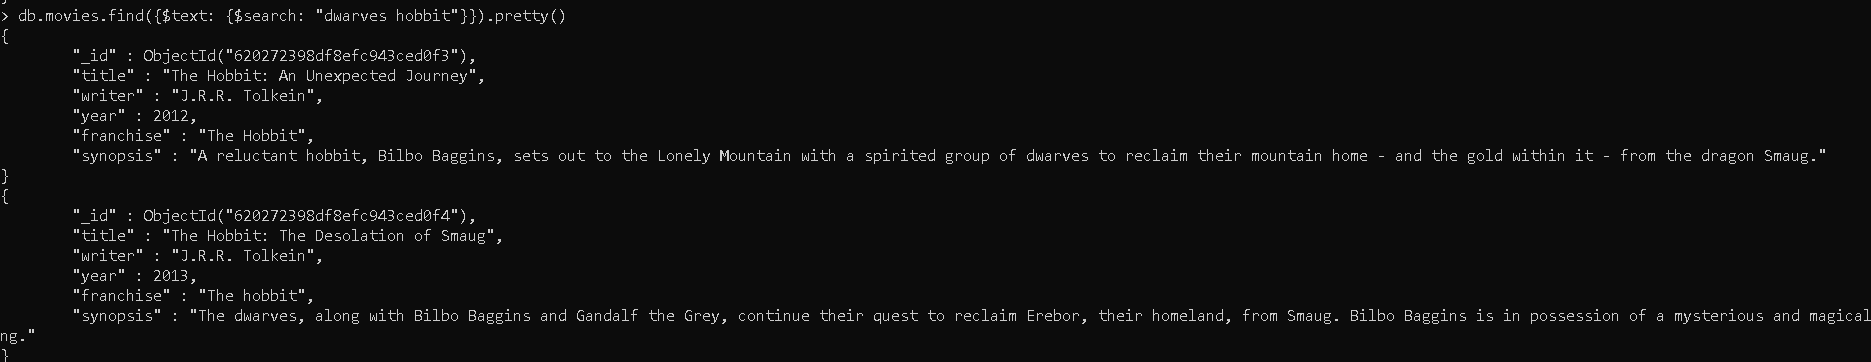 > db.movies.find({$text: {$search: "dwarves hobbit"}}).pretty()
{
        "_id" : ObjectId("620272398df8efc943ced0f3"),
        "title" : "The Hobbit: An Unexpected Journey",
        "writer" : "J.R.R. Tolkein",
        "year" : 2012,
        "franchise" : "The Hobbit",
        "synopsis" : "A reluctant hobbit, Bilbo Baggins, sets out to the Lonely Mountain with a spirited group of dwarves to reclaim their mountain home - and the gold within it - from the dragon Smaug."
}
{
        "_id" : ObjectId("620272398df8efc943ced0f4"),
        "title" : "The Hobbit: The Desolation of Smaug",
        "writer" : "J.R.R. Tolkein",
        "year" : 2013,
        "franchise" : "The hobbit",
        "synopsis" : "The dwarves, along with Bilbo Baggins and Gandalf the Grey, continue their quest to reclaim Erebor, their homeland, from Smaug. Bilbo Baggins is in possession of a mysterious and magical
ng."
}